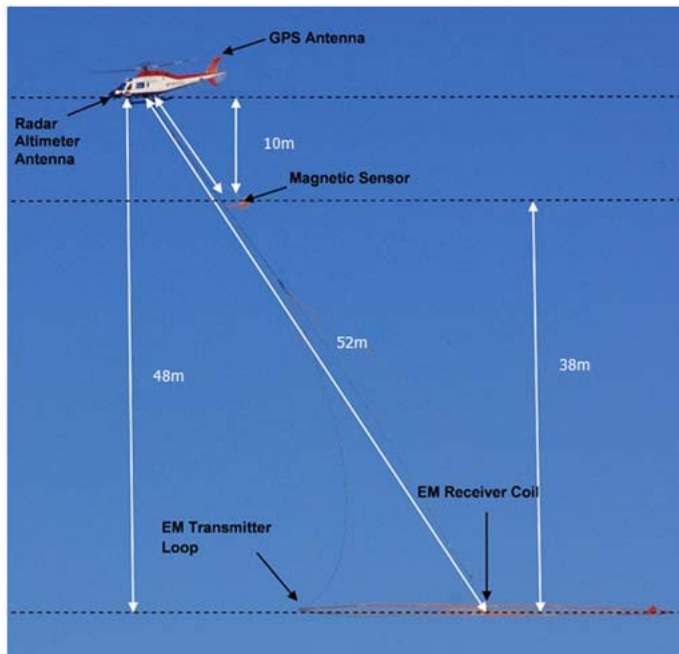 GPS Antenna
Radar
Altimeter
Antenna
10m
Magnetic Sensor
52m
48m
38m
EM Receiver Coil
EM Transmitter
Loop